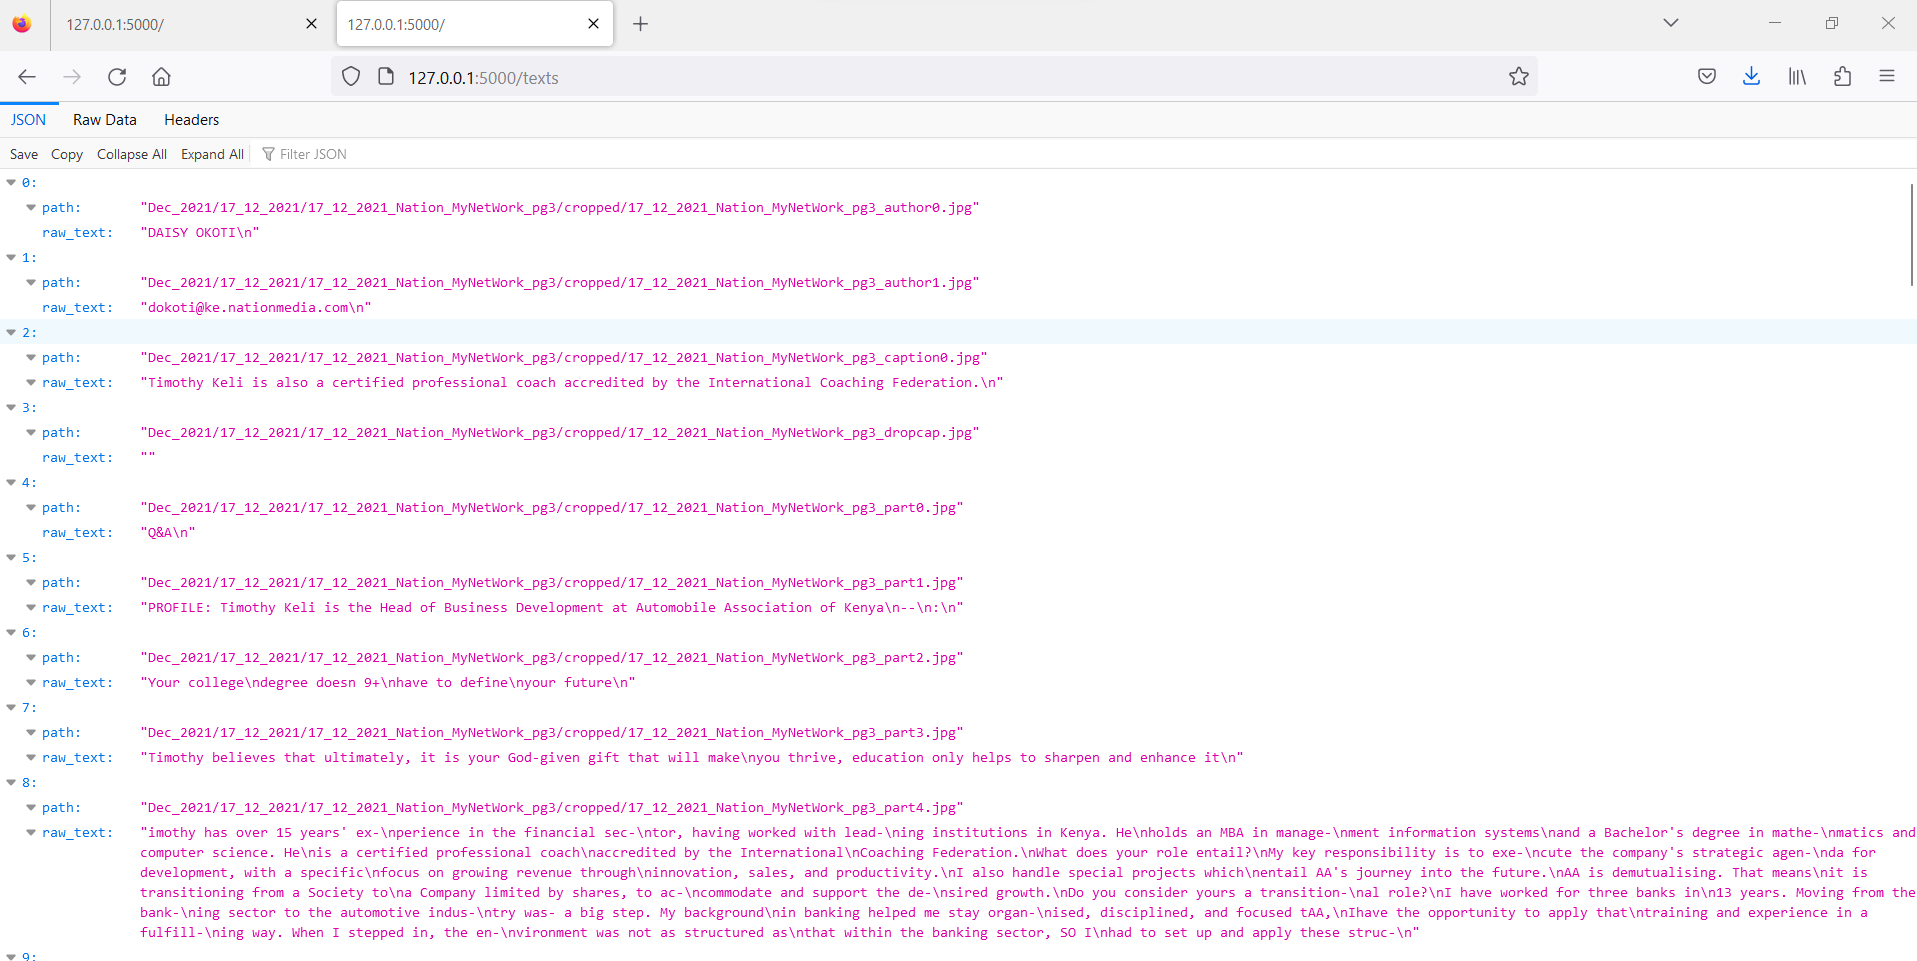 127.0.0.1:5000/
127.0.0.1:5000/
127.0.0.1:5000/texts
JSON Raw Data Headers
Save Copy Collapse All Expand All Filter JSON
0:
path: "Dec_2021/17_12_2021/17_12_2021_Nation_MyNetWork_pg3/cropped/17_12_2021_Nation_MyNetWork_pg3_author0.jpg"
raw_text: "DAISY OKOTI\n"
1:
path: "Dec_2021/17_12_2021/17_12_2021_Nation_MyNetWork_pg3/cropped/17_12_2021_Nation_MyNetWork_pg3_author1.jpg"
raw_text: "dokoti@ke.nationmedia.com\n"
2:
path: "Dec_2021/17_12_2021/17_12_2021_Nation_MyNetWork_pg3/cropped/17_12_2021_Nation_MyNetWork_pg3_caption0.jpg"
raw_text: "Timothy Keli is also a certified professional coach accredited by the International Coaching Federation.\n"
3:
path: "Dec_2021/17_12_2021/17_12_2021_Nation_MyNetWork_pg3/cropped/17_12_2021_Nation_MyNetWork_pg3_dropcap.jpg"
raw_text: ""
4:
path: "Dec_2021/17_12_2021/17_12_2021_Nation_MyNetWork_pg3/cropped/17_12_2021_Nation_MyNetWork_pg3_part0.jpg"
raw_text: "Q&A\n"
5:
path: "Dec_2021/17_12_2021/17_12_2021_Nation_MyNetWork_pg3/cropped/17_12_2021_Nation_MyNetWork_pg3_part1.jpg"
raw_text: "PROFILE: Timothy Keli is the Head of Business Development at Automobile Association of Kenya\n--\n:\n"
6:
path: "Dec_2021/17_12_2021/17_12_2021_Nation_MyNetWork_pg3/cropped/17_12_2021_Nation_MyNetWork_pg3_part2.jpg"
raw_text: "Your college\ndegree doesn 9+\nhave to define\nyour future\n"
7:
path: "Dec_2021/17_12_2021/17_12_2021_Nation_MyNetWork_pg3/cropped/17_12_2021_Nation_MyNetWork_pg3_part3.jpg"
raw_text: "Timothy believes that ultimately, it is your God-given gift that will make\nyou thrive, education only helps to sharpen and enhance it\n"
8:
path: "Dec_2021/17_12_2021/17_12_2021_Nation_MyNetWork_pg3/cropped/17_12_2021_Nation_MyNetWork_pg3_part4.jpg"
raw_text: "imothy has over 15 years' ex-\nperience in the financial sec-\ntor, having worked with lead-\ning institutions in Kenya. He\nholds an MBA in manage-\nment information systems\nand a Bachelor's degree in mathe-\nmatics and
computer science. He\nis a certified professional coach\naccredited by the International\nCoaching Federation.\nWhat does your role entail?\nMy key responsibility is to exe-\ncute the company's strategic agen-\nda for
development, with a specific\nfocus on growing revenue through\ninnovation, sales, and productivity.\nI also handle special projects which\nentail AA's journey into the future.\nAA is demutualising. That means\nit is
transitioning from a Society to\na Company limited by shares, to ac-\ncommodate and support the de-\nsired growth.\nDo you consider yours a transition-\nal role?\nI have worked for three banks in\n13 years. Moving from the
bank-\ning sector to the automotive indus-\ntry was- a big step. My background\nin banking helped me stay organ-\nised, disciplined, and focused tAA,\nIhave the opportunity to apply that\ntraining and experience in a
fulfill-\ning way. When I stepped in, the en-\nvironment was not as structured as\nthat within the banking sector, SO I\nhad to set up and apply these struc-\n"
9: